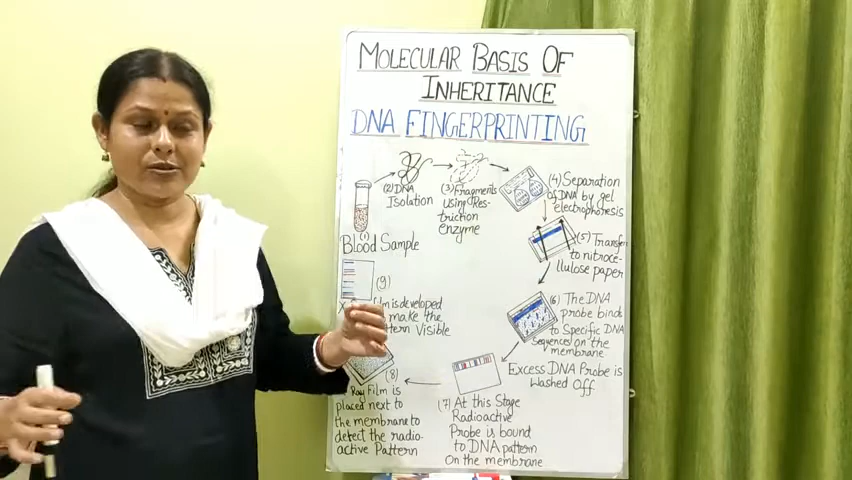 MOLECULAR BASIS OF
INHERITANCE
DNA FINGERPRINTING
(1)
Blood Sample
(2) DNA
Isolation
(3) Fragments
using Res-
triction
enzyme
(4) Separation
of DNA by gel
electrophoresis
(5) Transfer
to nitroce-
llulose paper
(6) The DNA
probe binds
to Specific DNA
Sequences on the
membrane
Excess DNA Probe is
Washed Off
(7) At this Stage
Radioactive
Probe is bound
to DNA pattern
On the membrane
(8)
Ray Film is
placed next to
the membrane to
detect the radio-
active Pattern
(9)
X
is developed
make the
Visible